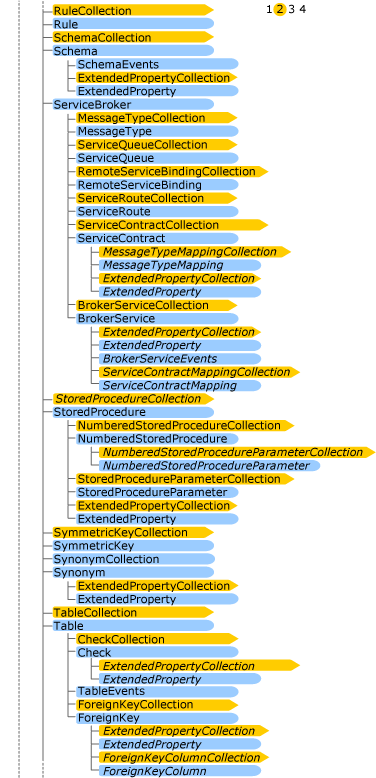 RuleCollection 1 2 3 4
Rule
SchemaCollection
Schema
SchemaEvents
ExtendedPropertyCollection
ExtendedProperty
ServiceBroker
MessageTypeCollection
MessageType
ServiceQueueCollection
ServiceQueue
RemoteServiceBindingCollection
RemoteServiceBinding
ServiceRouteCollection
ServiceRoute
ServiceContractCollection
ServiceContract
MessageTypeMappingCollection
MessageTypeMapping
ExtendedPropertyCollection
ExtendedProperty
BrokerServiceCollection
BrokerService
ExtendedPropertyCollection
ExtendedProperty
BrokerServiceEvents
ServiceContractMappingCollection
ServiceContractMapping
StoredProcedureCollection
StoredProcedure
NumberedStoredProcedureCollection
NumberedStoredProcedure
NumberedStoredProcedureParameterCollection
NumberedStoredProcedureParameter
StoredProcedureParameterCollection
StoredProcedureParameter
ExtendedPropertyCollection
ExtendedProperty
SymmetricKeyCollection
SymmetricKey
SynonymCollection
Synonym
ExtendedPropertyCollection
ExtendedProperty
TableCollection
Table
CheckCollection
Check
ExtendedPropertyCollection
ExtendedProperty
TableEvents
ForeignKeyCollection
ForeignKey
ExtendedPropertyCollection
ExtendedProperty
ForeignKeyColumnCollection
ForeignKeyColumn